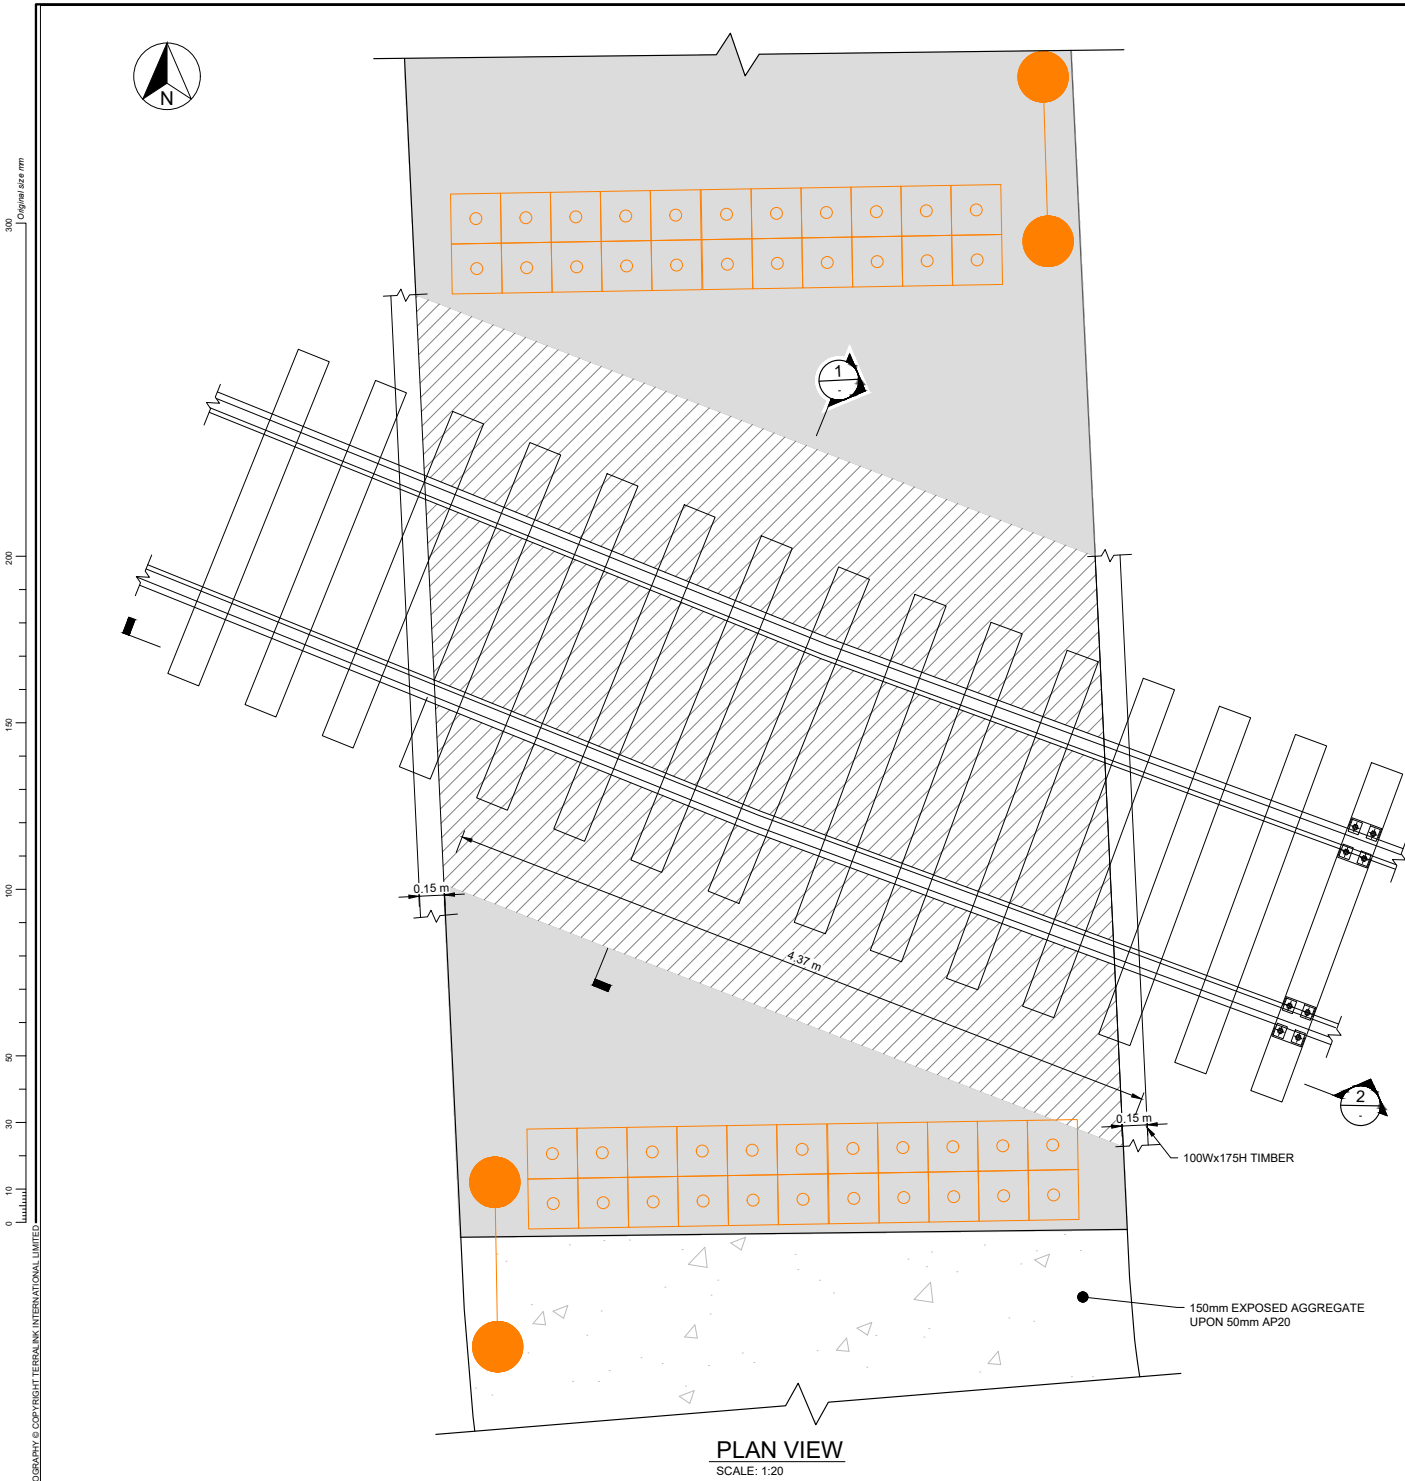 N
Original size mm
300
200
150
100
50
30
10
0
1
-
0.15 m
4.37 m
2
-
0.15 m
100Wx175H TIMBER
150mm EXPOSED AGGREGATE
UPON 50mm AP20
COPYRIGHT TERRALINK INTERNATIONAL LIMITED
PLAN VIEW
SCALE: 1:20